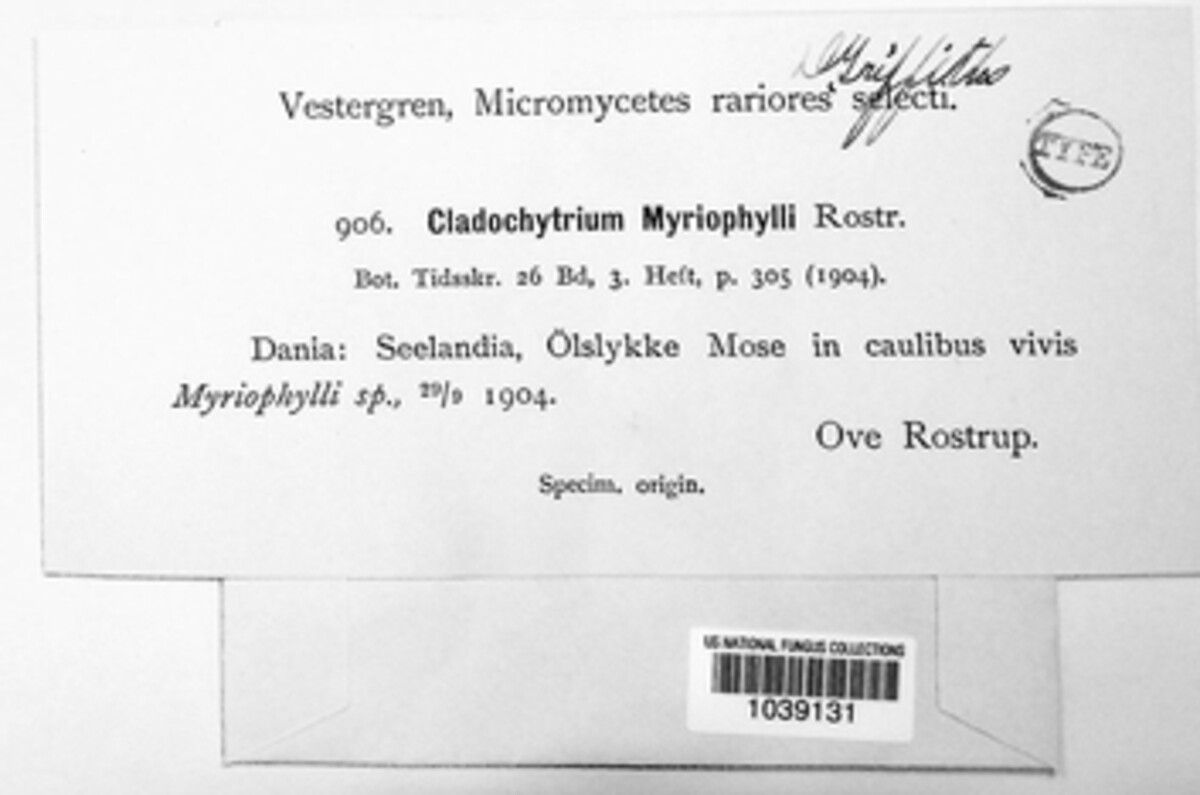 D Griffiths
Vestergren, Micromycetes rariores selecti.
TYPE
906. Cladochytrium Myriophylli Rostr.
Bot. Tidsskr. 26 Bd, 3. Heft, p. 305 (1904).
Dania: Seelandia, Ölslykke Mose in caulibus vivis
Myriophylli sp., 29/9 1904.
Ove Rostrup.
Specim. origin.
US NATIONAL FUNGUS COLLECTIONS
1039131